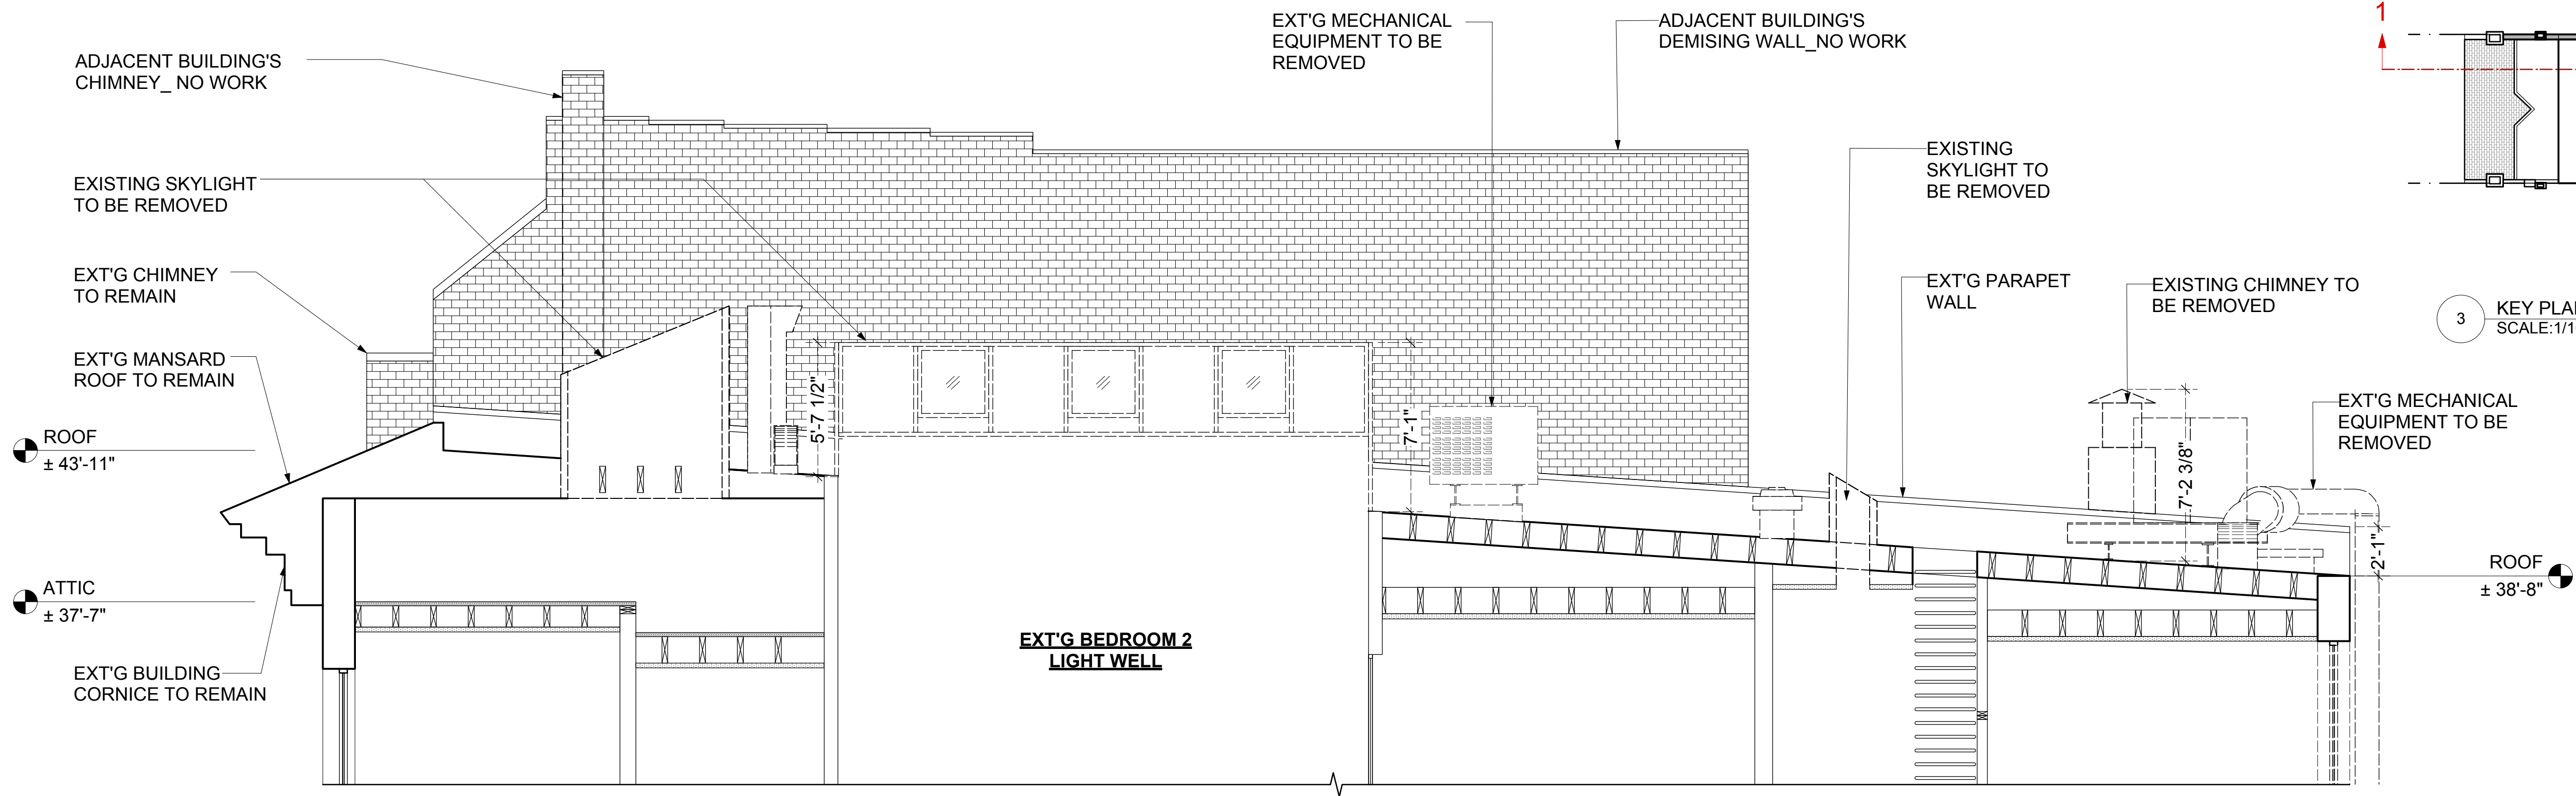 ADJACENT BUILDING'S
CHIMNEY_ NO WORK
EXISTING SKYLIGHT
TO BE REMOVED
EXT'G CHIMNEY
TO REMAIN
EXT'G MANSARD
ROOF TO REMAIN
ROOF
± 43'-11"
ATTIC
± 37'-7"
EXT'G BUILDING
CORNICE TO REMAIN
5'-7 1/2"
EXT'G BEDROOM 2
LIGHT WELL
EXT'G MECHANICAL
EQUIPMENT TO BE
REMOVED
7'-1"
ADJACENT BUILDING'S
DEMISING WALL_NO WORK
EXISTING
SKYLIGHT TO
BE REMOVED
EXT'G PARAPET
WALL
EXISTING CHIMNEY TO
BE REMOVED
7'-2 3/8"
EXT'G MECHANICAL
EQUIPMENT TO BE
REMOVED
2'-1"
ROOF
± 38'-8"
1
3
KEY
SCALE:1/1